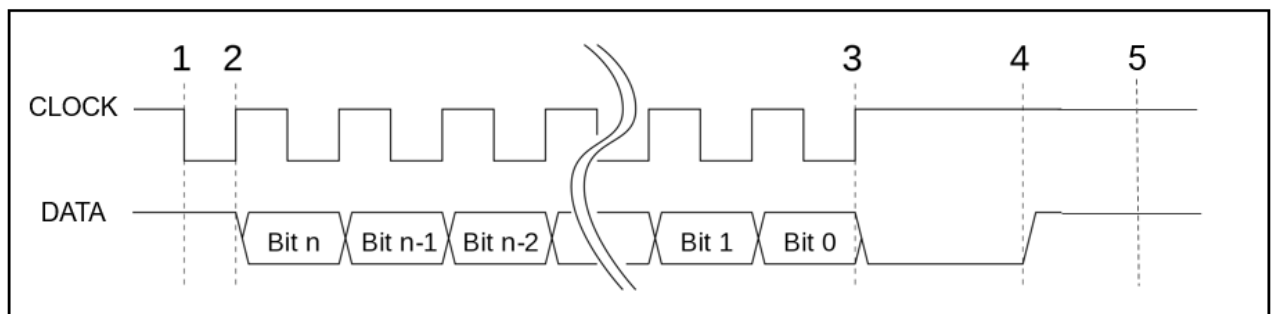 1 2 3 4 5
CLOCK
DATA
Bit n Bit n-1 Bit n-2 Bit 1 Bit 0